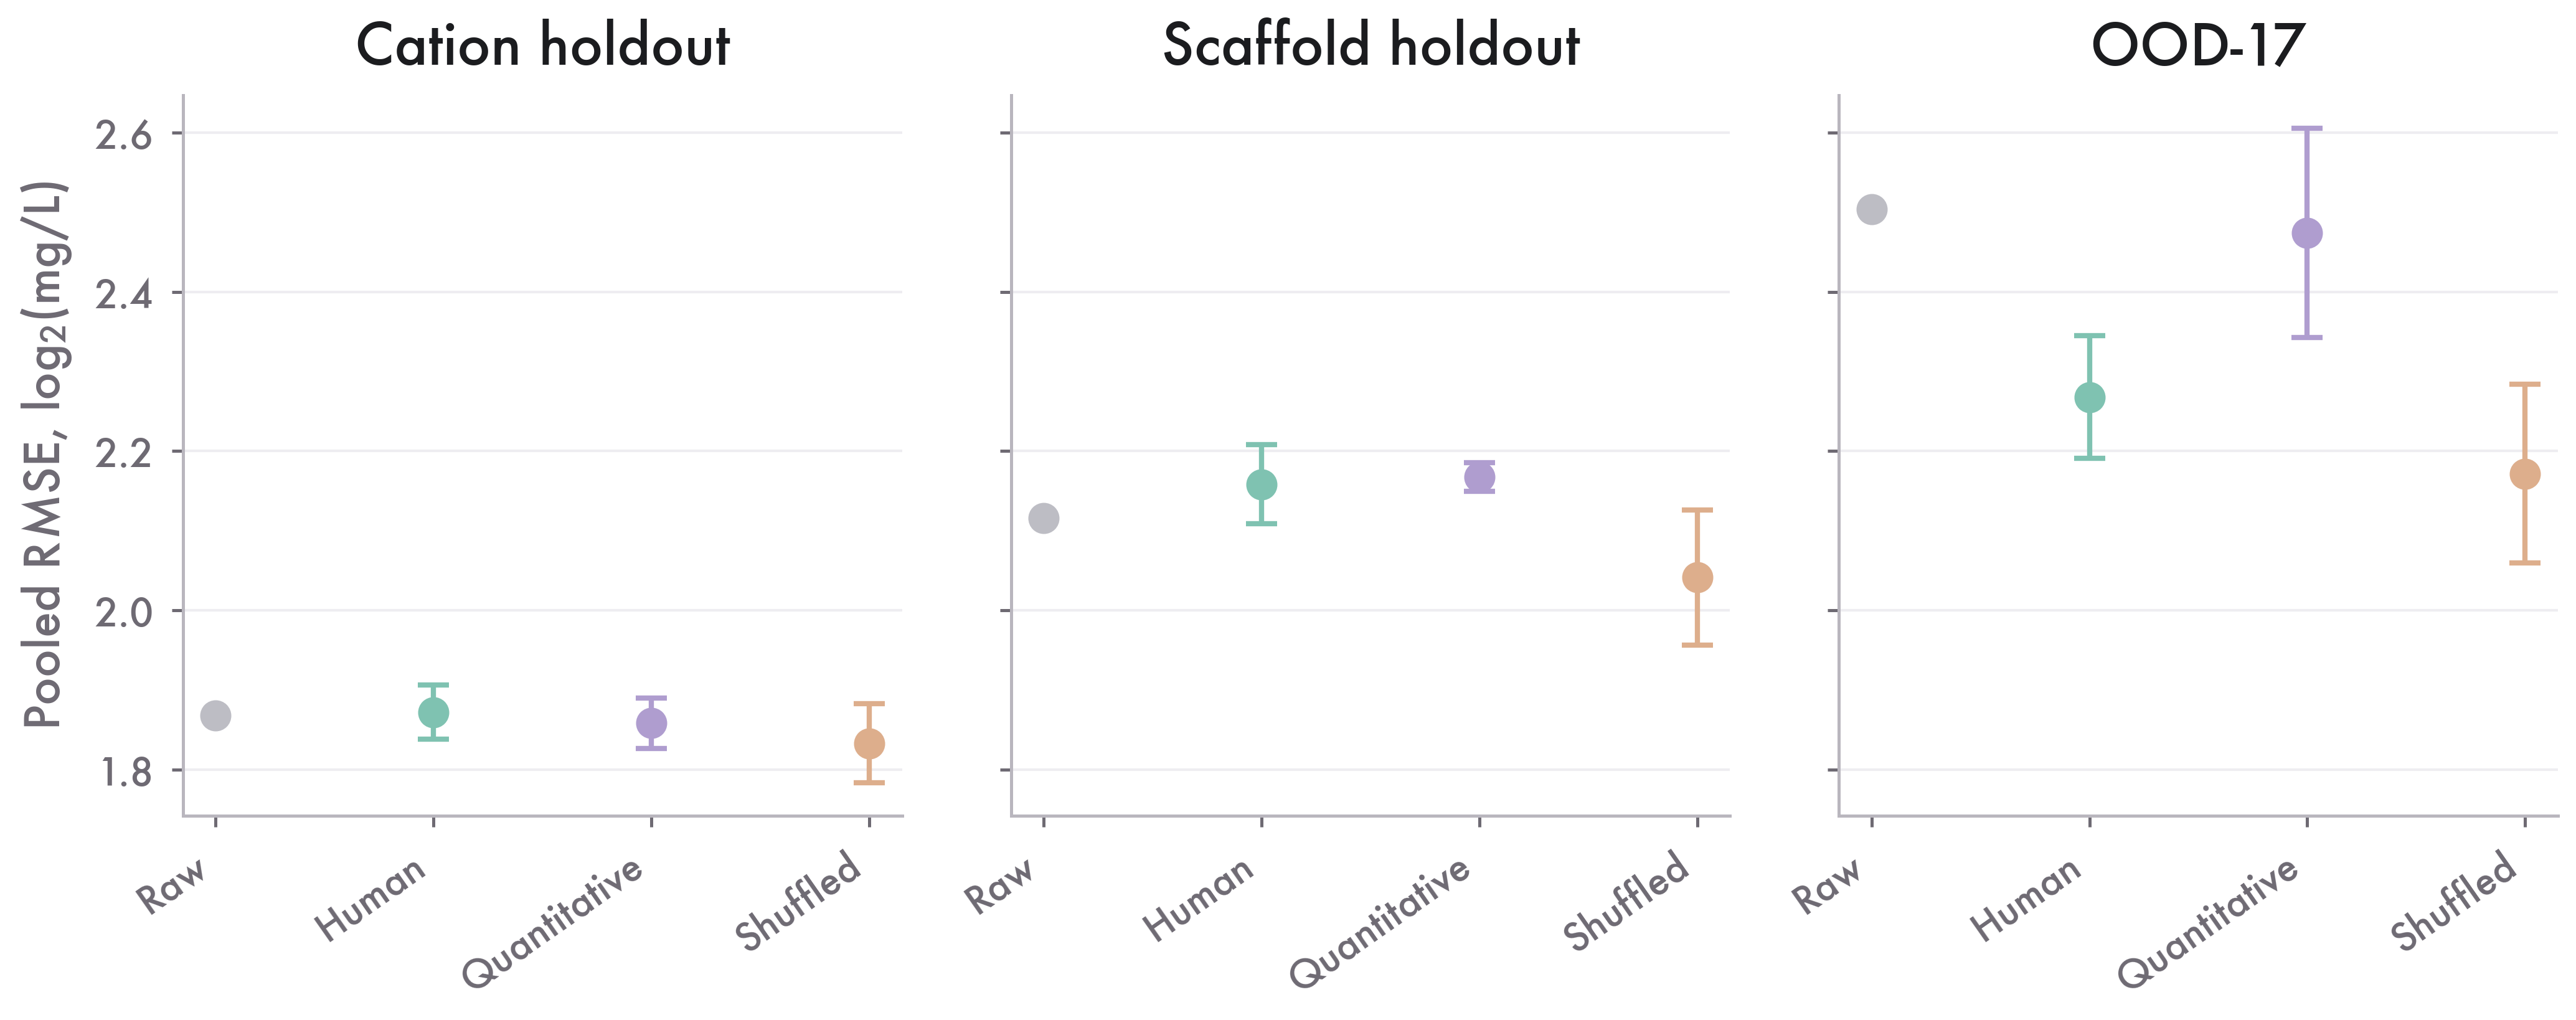 Cation holdout
Scaffold holdout
OOD-17
Pooled RMSE, log₂(mg/L)
2.6
2.4
2.2
2.0
1.8
Raw
Human
Quantitative
Shuffled
Raw
Human
Quantitative
Shuffled
Raw
Human
Quantitative
Shuffled